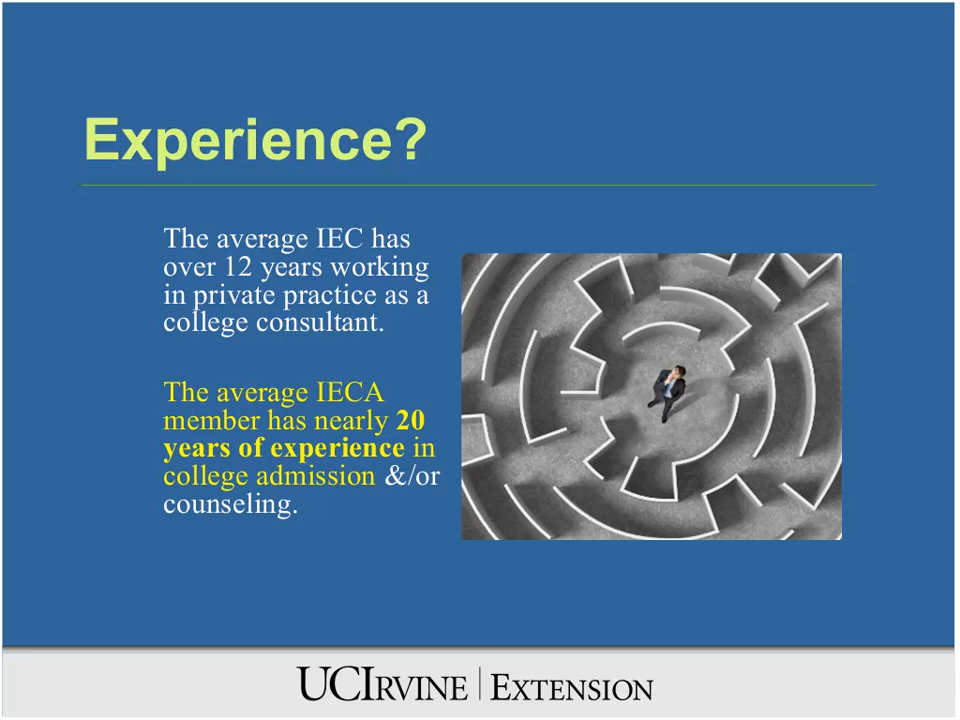 Experience?
The average IEC has
over 12 years working
in private practice as a
college consultant.
The average IECA
member has nearly 20
years of experience in
college admission &/or
counseling.
UCIRVINE | EXTENSION